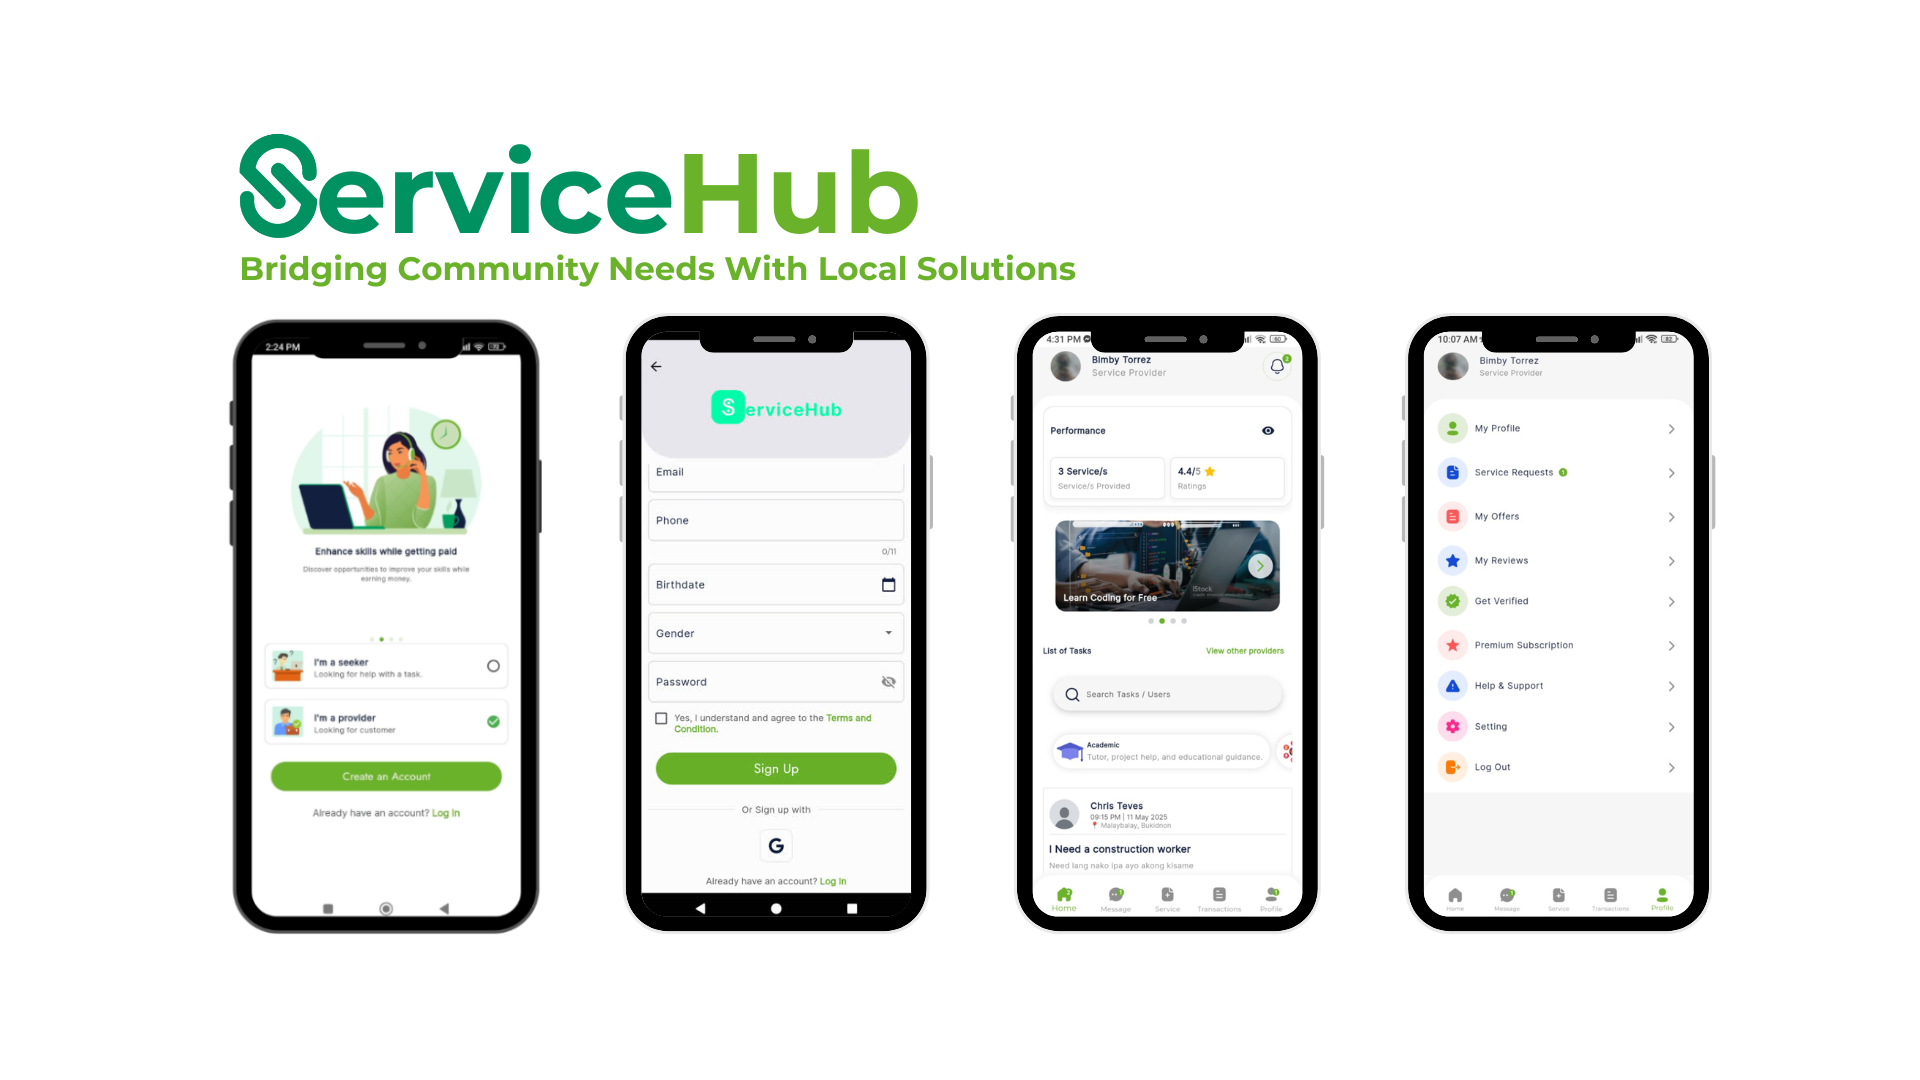 ServiceHub
Bridging Community Needs With Local Solutions
2:24 PM
Enhance skills while getting paid
Discover opportunities to improve your skills while
earning money.
I'm a seeker
Looking for help with a task.
I'm a provider
Looking for customer
Create an Account
Already have an account? Log In
ServiceHub
Email
Phone
0/11
Birthdate
Gender
Password
Yes, I understand and agree to the Terms and
Condition.
Sign Up
Or Sign up with
G
Already have an account? Log In
4:31 PM
60
Bimby Torrez
Service Provider
2
Performance
3 Service/s
Service/s Provided
4.4/5
Ratings
iStock
Learn Coding for Free
List of Tasks
View other providers
Search Tasks / Users
Academic
Tutor, project help, and educational guidance.
Chris Teves
09:15 PM | 11 May 2025
Malaybalay, Bukidnon
I Need a construction worker
Need lang nako ipa ayo akong kisame
Home
Message
Service
Transactions
Profile
10:07 AM
62
Bimby Torrez
Service Provider
My Profile
Service Requests 1
My Offers
My Reviews
Get Verified
Premium Subscription
Help & Support
Setting
Log Out
Home
Message
Service
Transactions
Profile